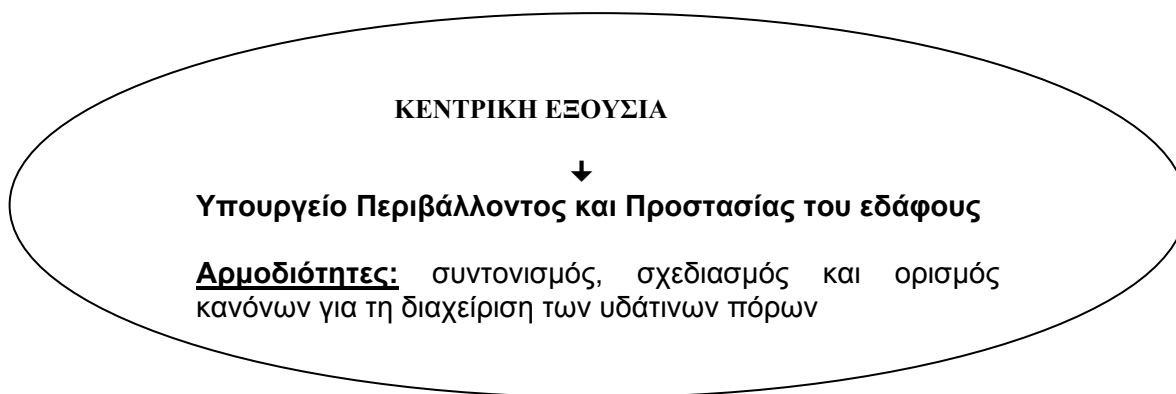 ΚΕΝΤΡΙΚΗ ΕΞΟΥΣΙΑ
Υπουργείο Περιβάλλοντος και Προστασίας του εδάφους
Αρμοδιότητες: συντονισμός, σχεδιασμός και ορισμός
κανόνων για τη διαχείριση των υδάτινων πόρων